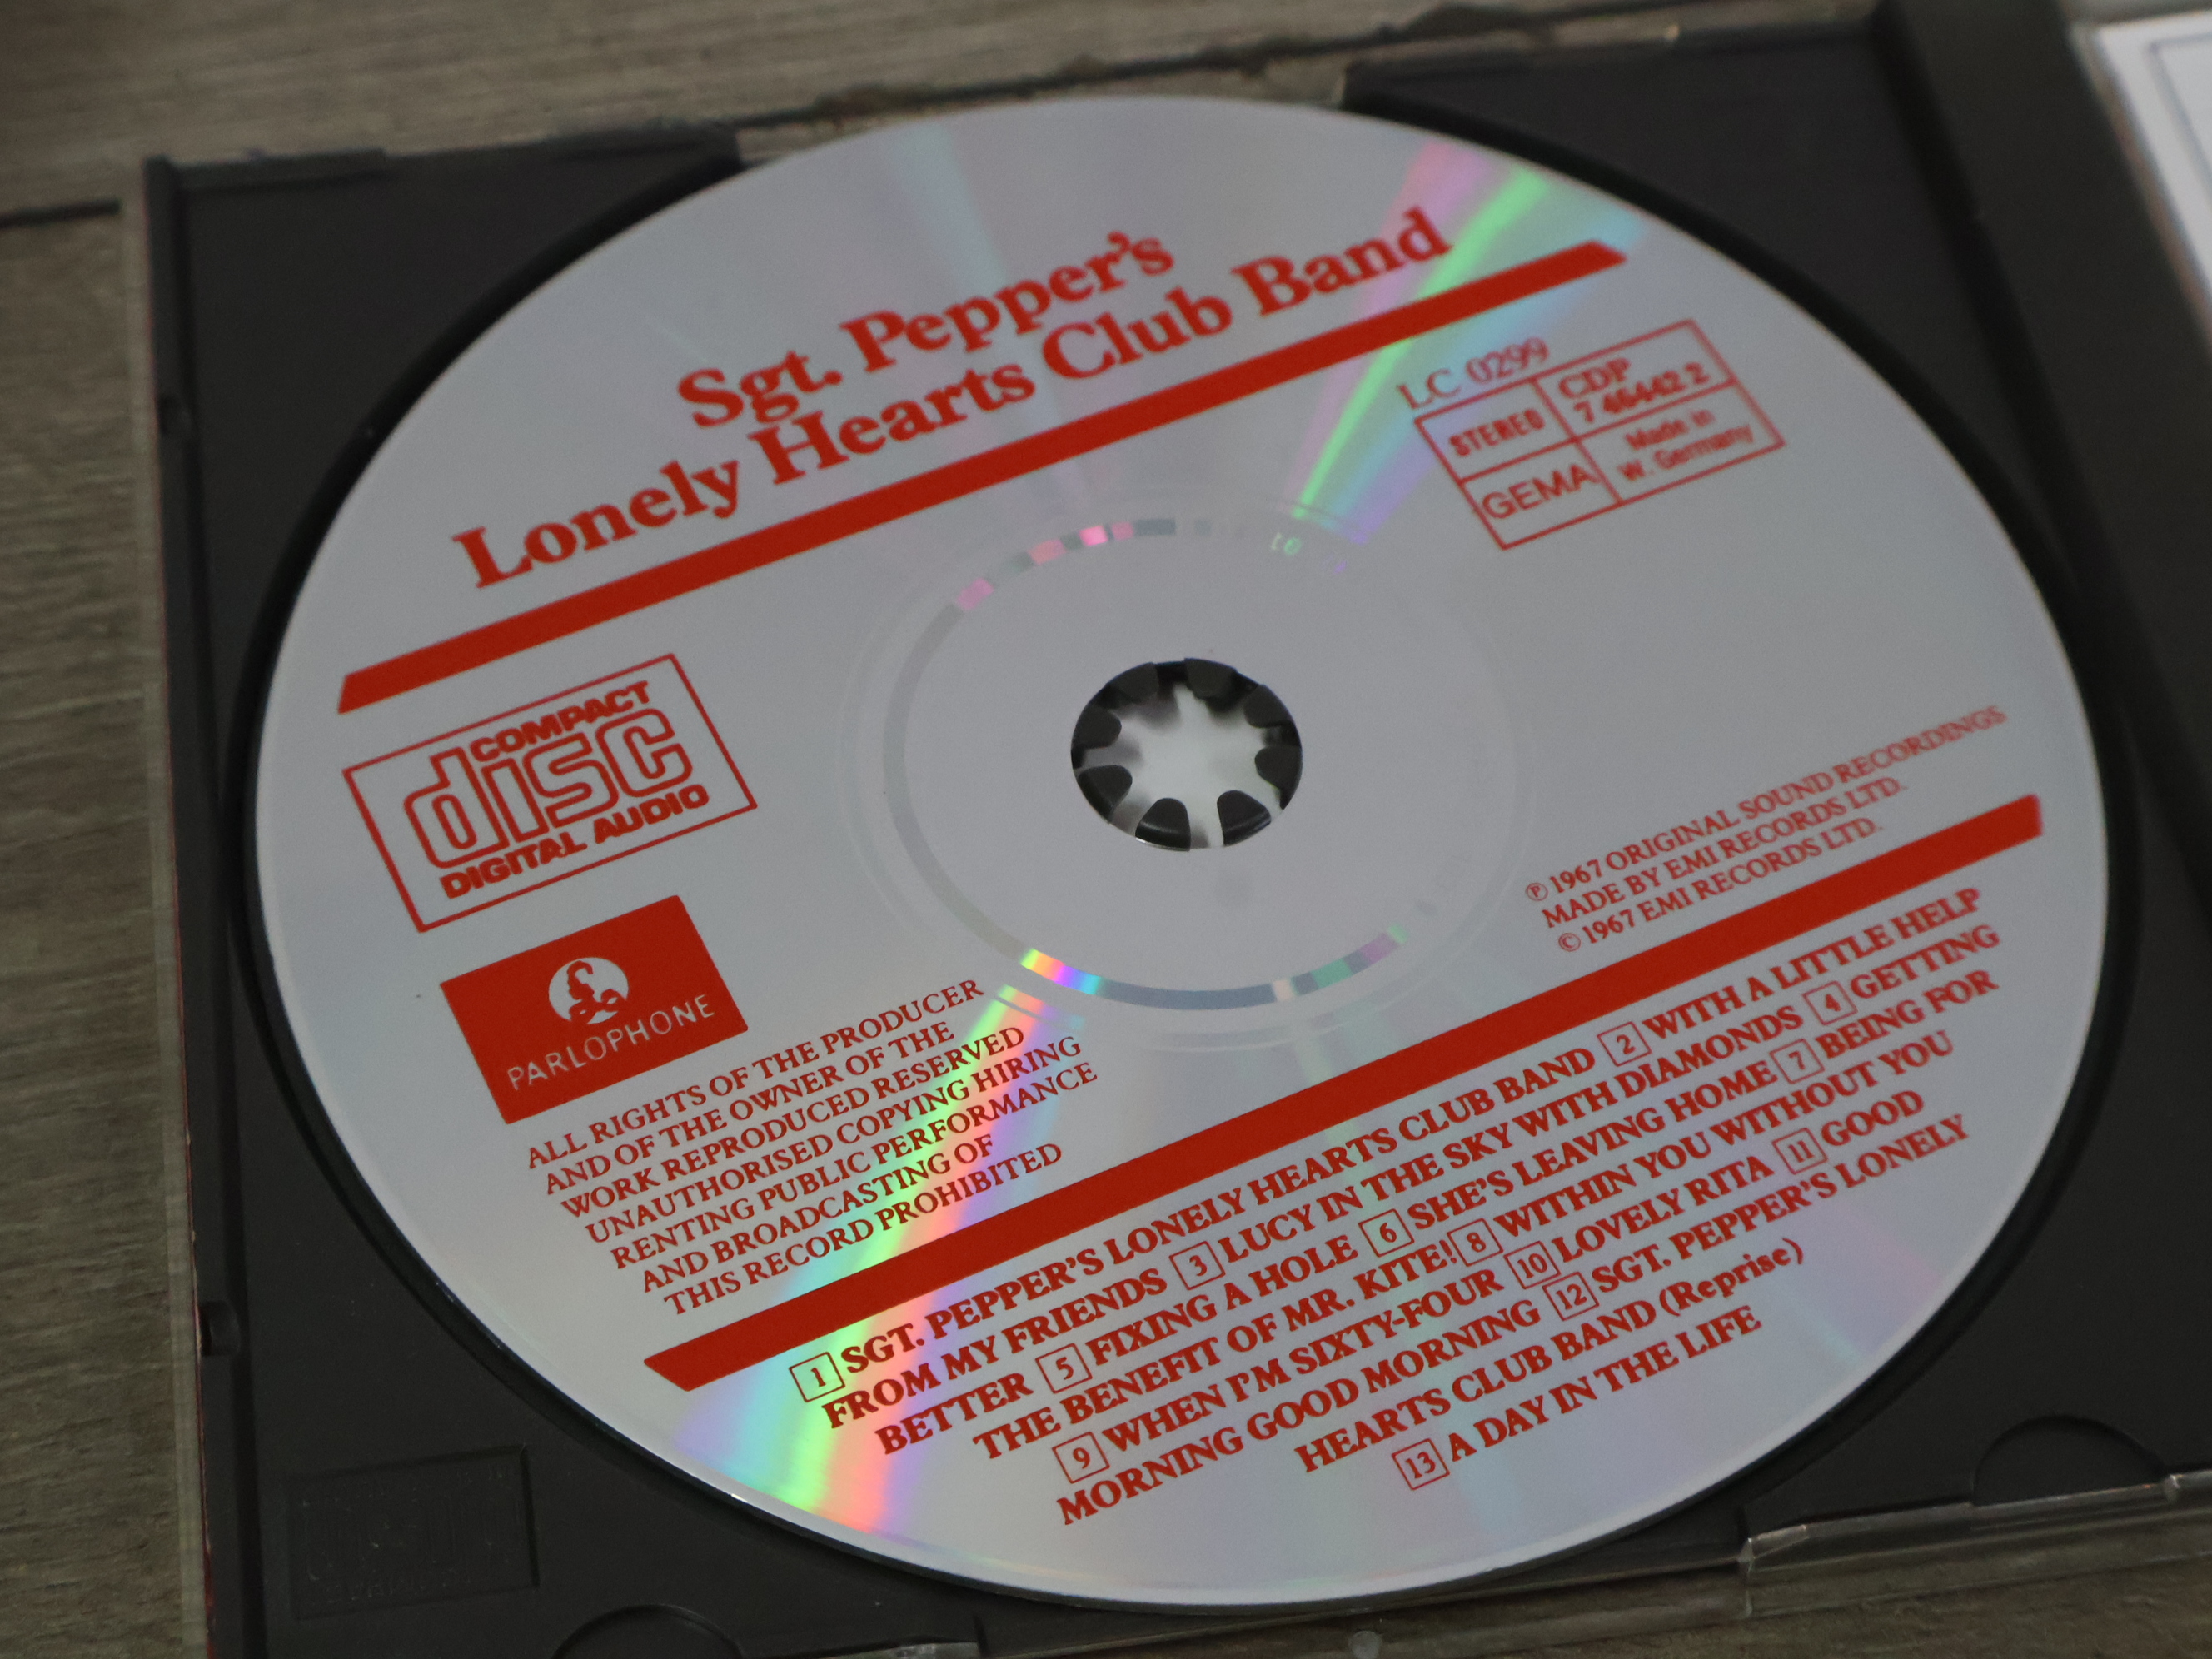 Sgt. Pepper's
Lonely Hearts Club Band
LC 0299
STEREO
CDP
7 46442 2
GEMA
Made in
W. Germany
COMPACT
disc
DIGITAL AUDIO
PARLOPHONE
ALL RIGHTS OF THE PRODUCER
AND OF THE OWNER OF THE
WORK REPRODUCED RESERVED
UNAUTHORISED COPYING HIRING
RENTING PUBLIC PERFORMANCE
AND BROADCASTING OF
THIS RECORD PROHIBITED
℗ 1967 ORIGINAL SOUND RECORDINGS
MADE BY EMI RECORDS LTD.
© 1967 EMI RECORDS LTD.
1 SGT. PEPPER'S LONELY HEARTS CLUB BAND 2 WITH A LITTLE HELP
FROM MY FRIENDS 3 LUCY IN THE SKY WITH DIAMONDS 4 GETTING
BETTER 5 FIXING A HOLE 6 SHE'S LEAVING HOME 7 BEING FOR
THE BENEFIT OF MR. KITE! 8 WITHIN YOU WITHOUT YOU
9 WHEN I'M SIXTY-FOUR 10 LOVELY RITA 11 GOOD
MORNING GOOD MORNING 12 SGT. PEPPER'S LONELY
HEARTS CLUB BAND (Reprise)
13 A DAY IN THE LIFE